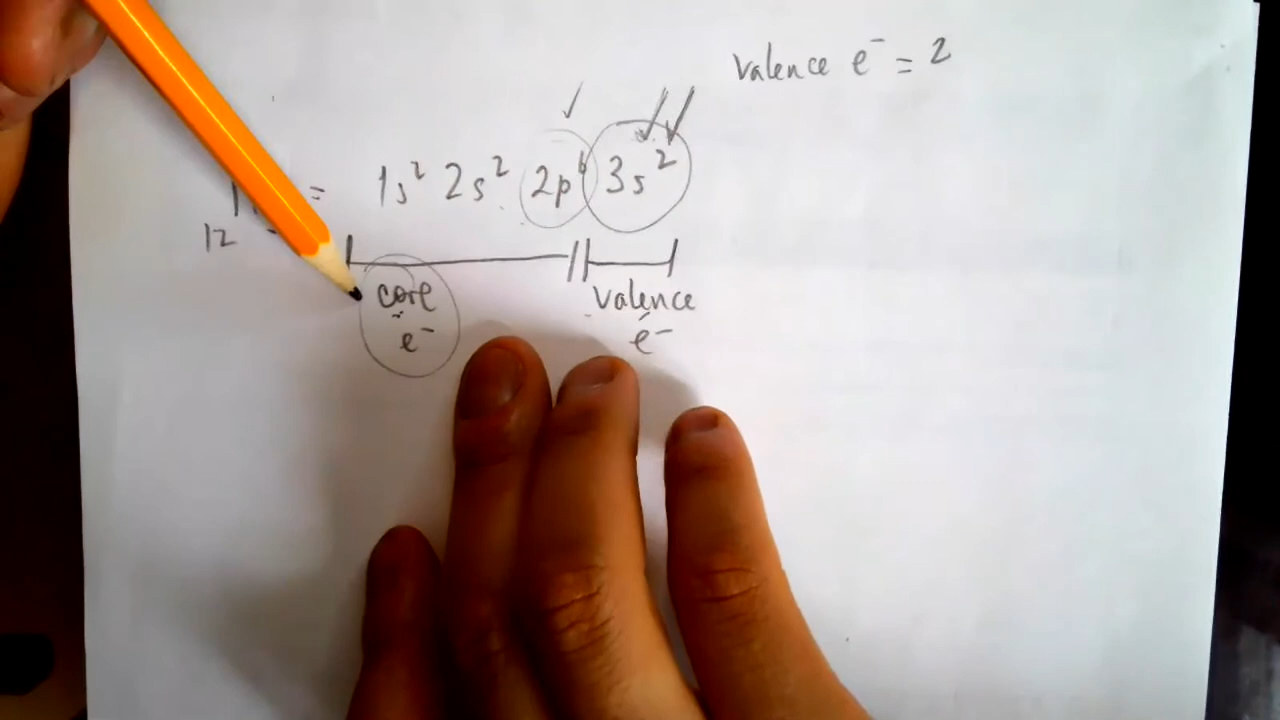 valence e⁻ = 2
= 1s² 2s² 2p⁶ 3s²
12
core valence
e⁻ e⁻